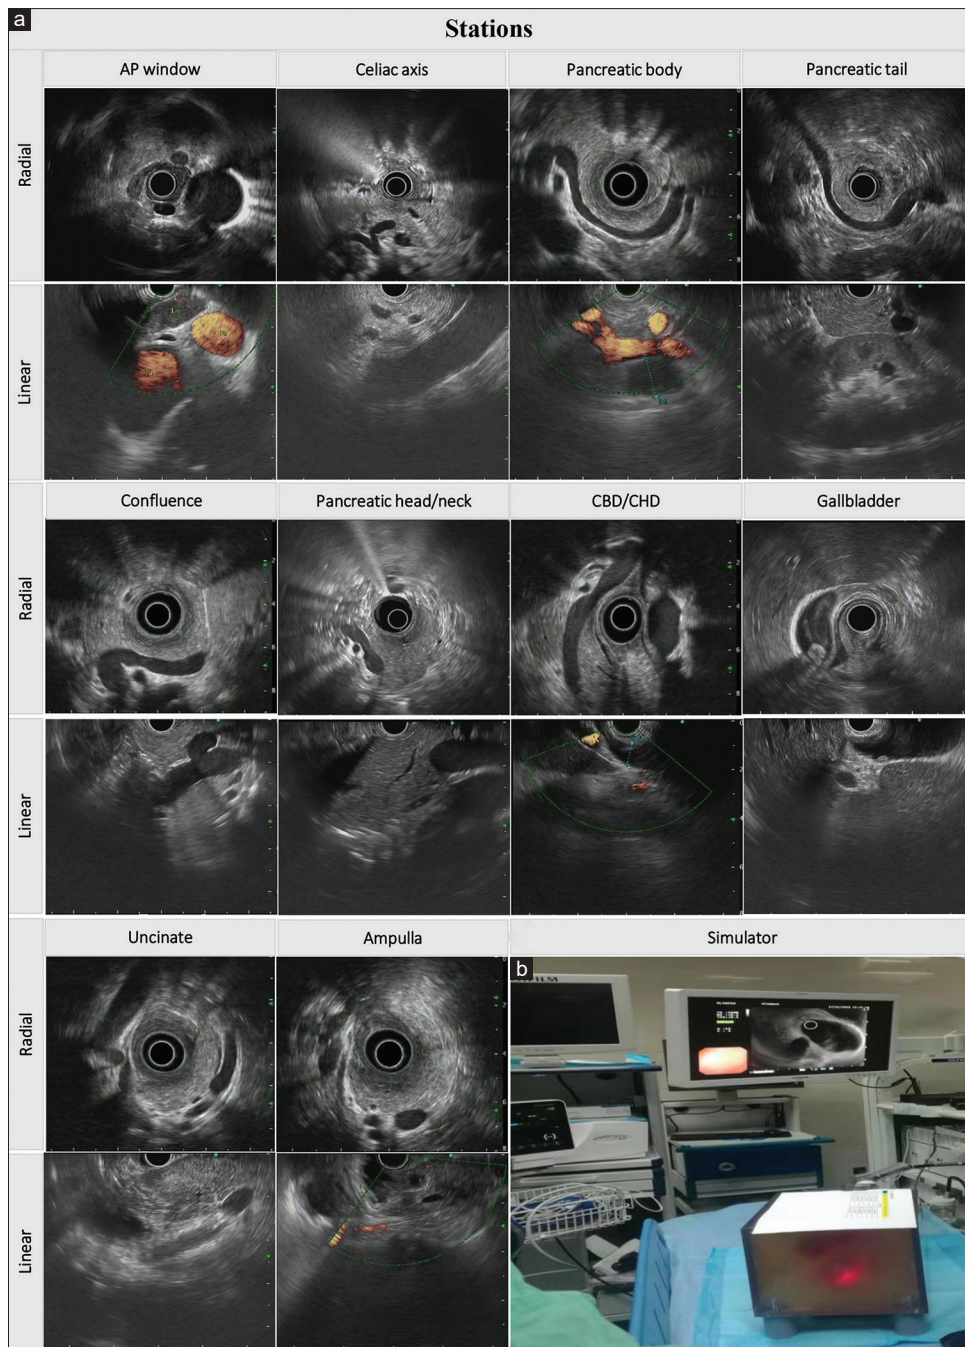 a
Stations
AP window
Celiac axis
Pancreatic body
Pancreatic tail
Radial
Linear
Confluence
Pancreatic head/neck
CBD/CHD
Gallbladder
Radial
Linear
Uncinate
Ampulla
Simulator
Radial
Linear
b